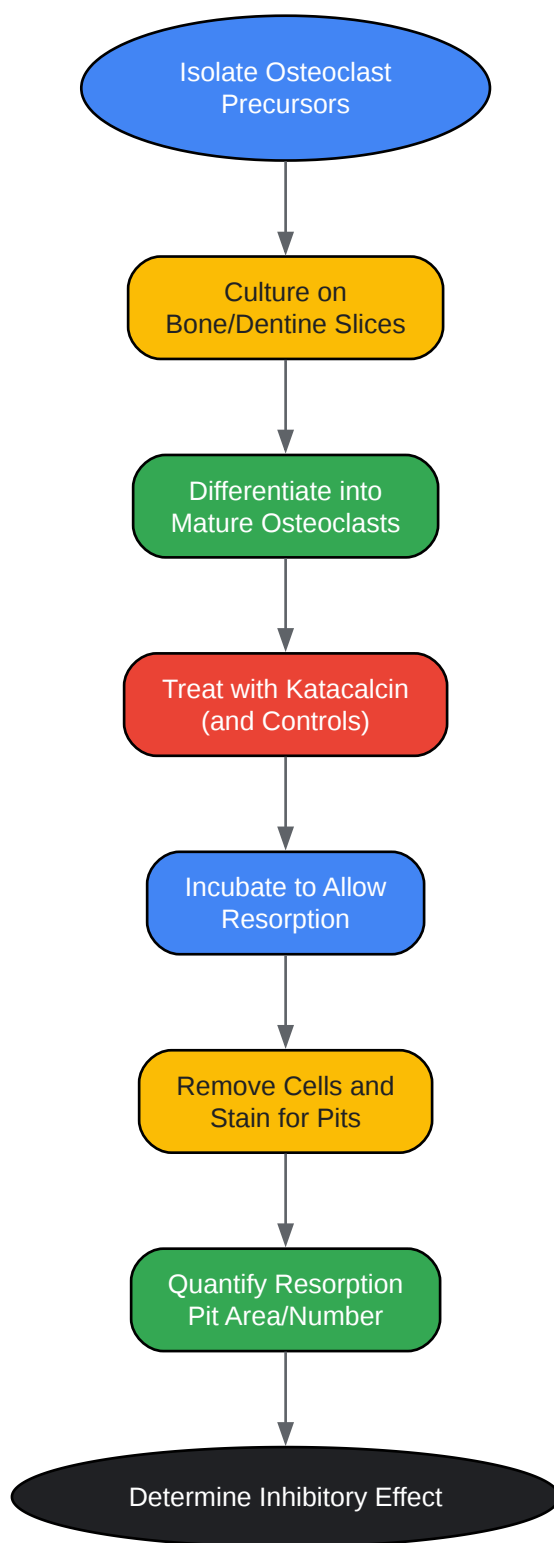 Isolate Osteoclast
Precursors
Culture on
Bone/Dentine Slices
Differentiate into
Mature Osteoclasts
Treat with Katacalcin
(and Controls)
Incubate to Allow
Resorption
Remove Cells and
Stain for Pits
Quantify Resorption
Pit Area/Number
Determine Inhibitory Effect